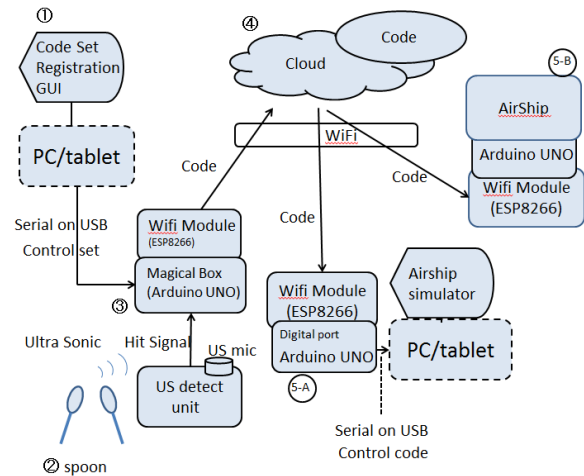 ①
Code Set
Registration
GUI
PC/tablet
Serial on USB
Control set
④
Cloud
Code
WiFi
Code
Code
Code
5-B
AirShip
Arduino UNO
Wifi Module
(ESP8266)
Wifi Module
(ESP8266)
Magical Box
(Arduino UNO)
③
Ultra Sonic
Hit Signal
US mic
US detect
unit
② spoon
Wifi Module
(ESP8266)
Digital port
Arduino UNO
5-A
Airship
simulator
PC/tablet
Serial on USB
Control code